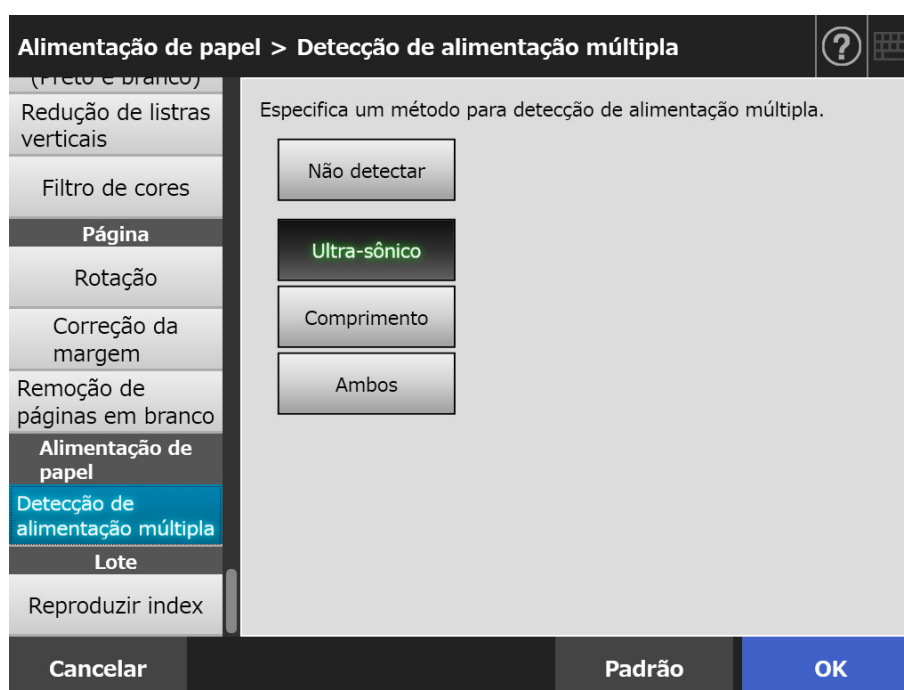 Alimentação de papel > Detecção de alimentação múltipla
?
(Preto e branco)
Redução de listras
verticais
Filtro de cores
Página
Rotação
Correção da
margem
Remoção de
páginas em branco
Alimentação de
papel
Detecção de
alimentação múltipla
Lote
Reproduzir index
Especifica um método para detecção de alimentação múltipla.
Não detectar
Ultra-sônico
Comprimento
Ambos
Cancelar
Padrão
OK